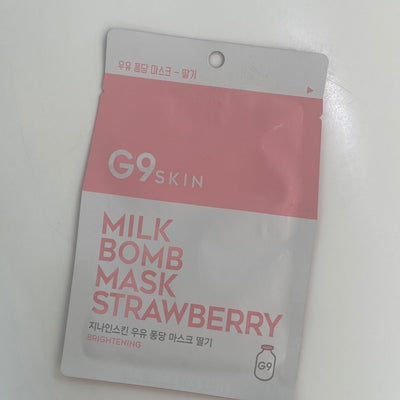 우유 퐁당 마스크 - 딸기
G9SKIN
MILK
BOMB
MASK
STRAWBERRY
지나인스킨 우유 퐁당 마스크 딸기
BRIGHTENING
G9